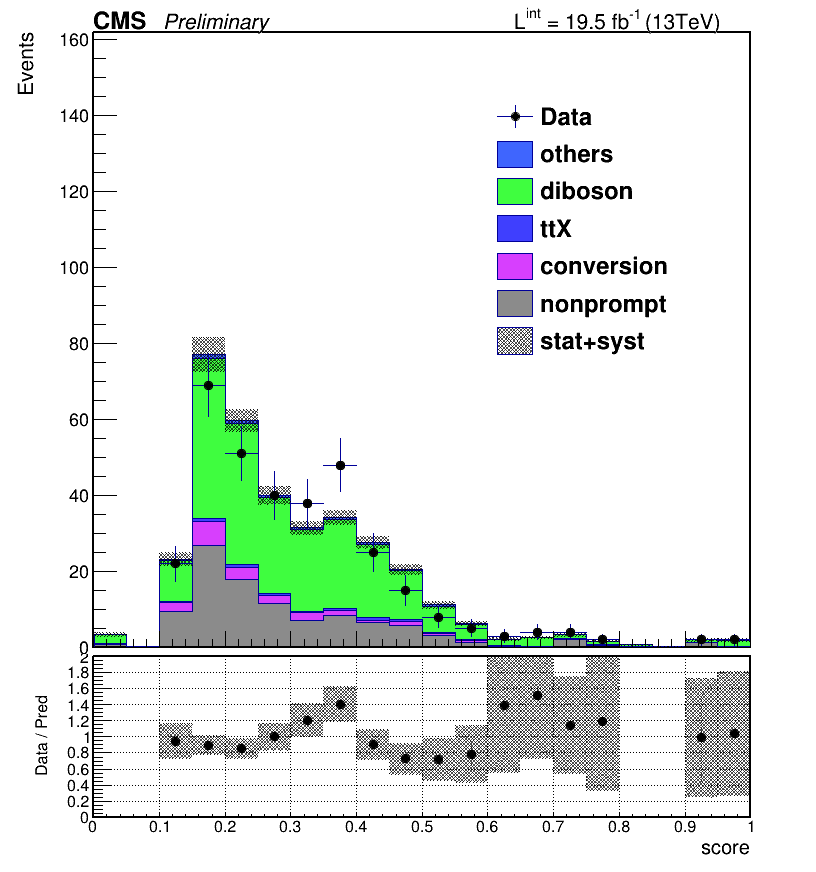 CMS Preliminary L^int = 19.5 fb^-1 (13TeV)
Events
160
140
120
100
80
60
40
20
0
Data
others
diboson
ttX
conversion
nonprompt
stat+syst
Data / Pred
2
1.8
1.6
1.4
1.2
1
0.8
0.6
0.4
0.2
0
0 0.1 0.2 0.3 0.4 0.5 0.6 0.7 0.8 0.9 1
score